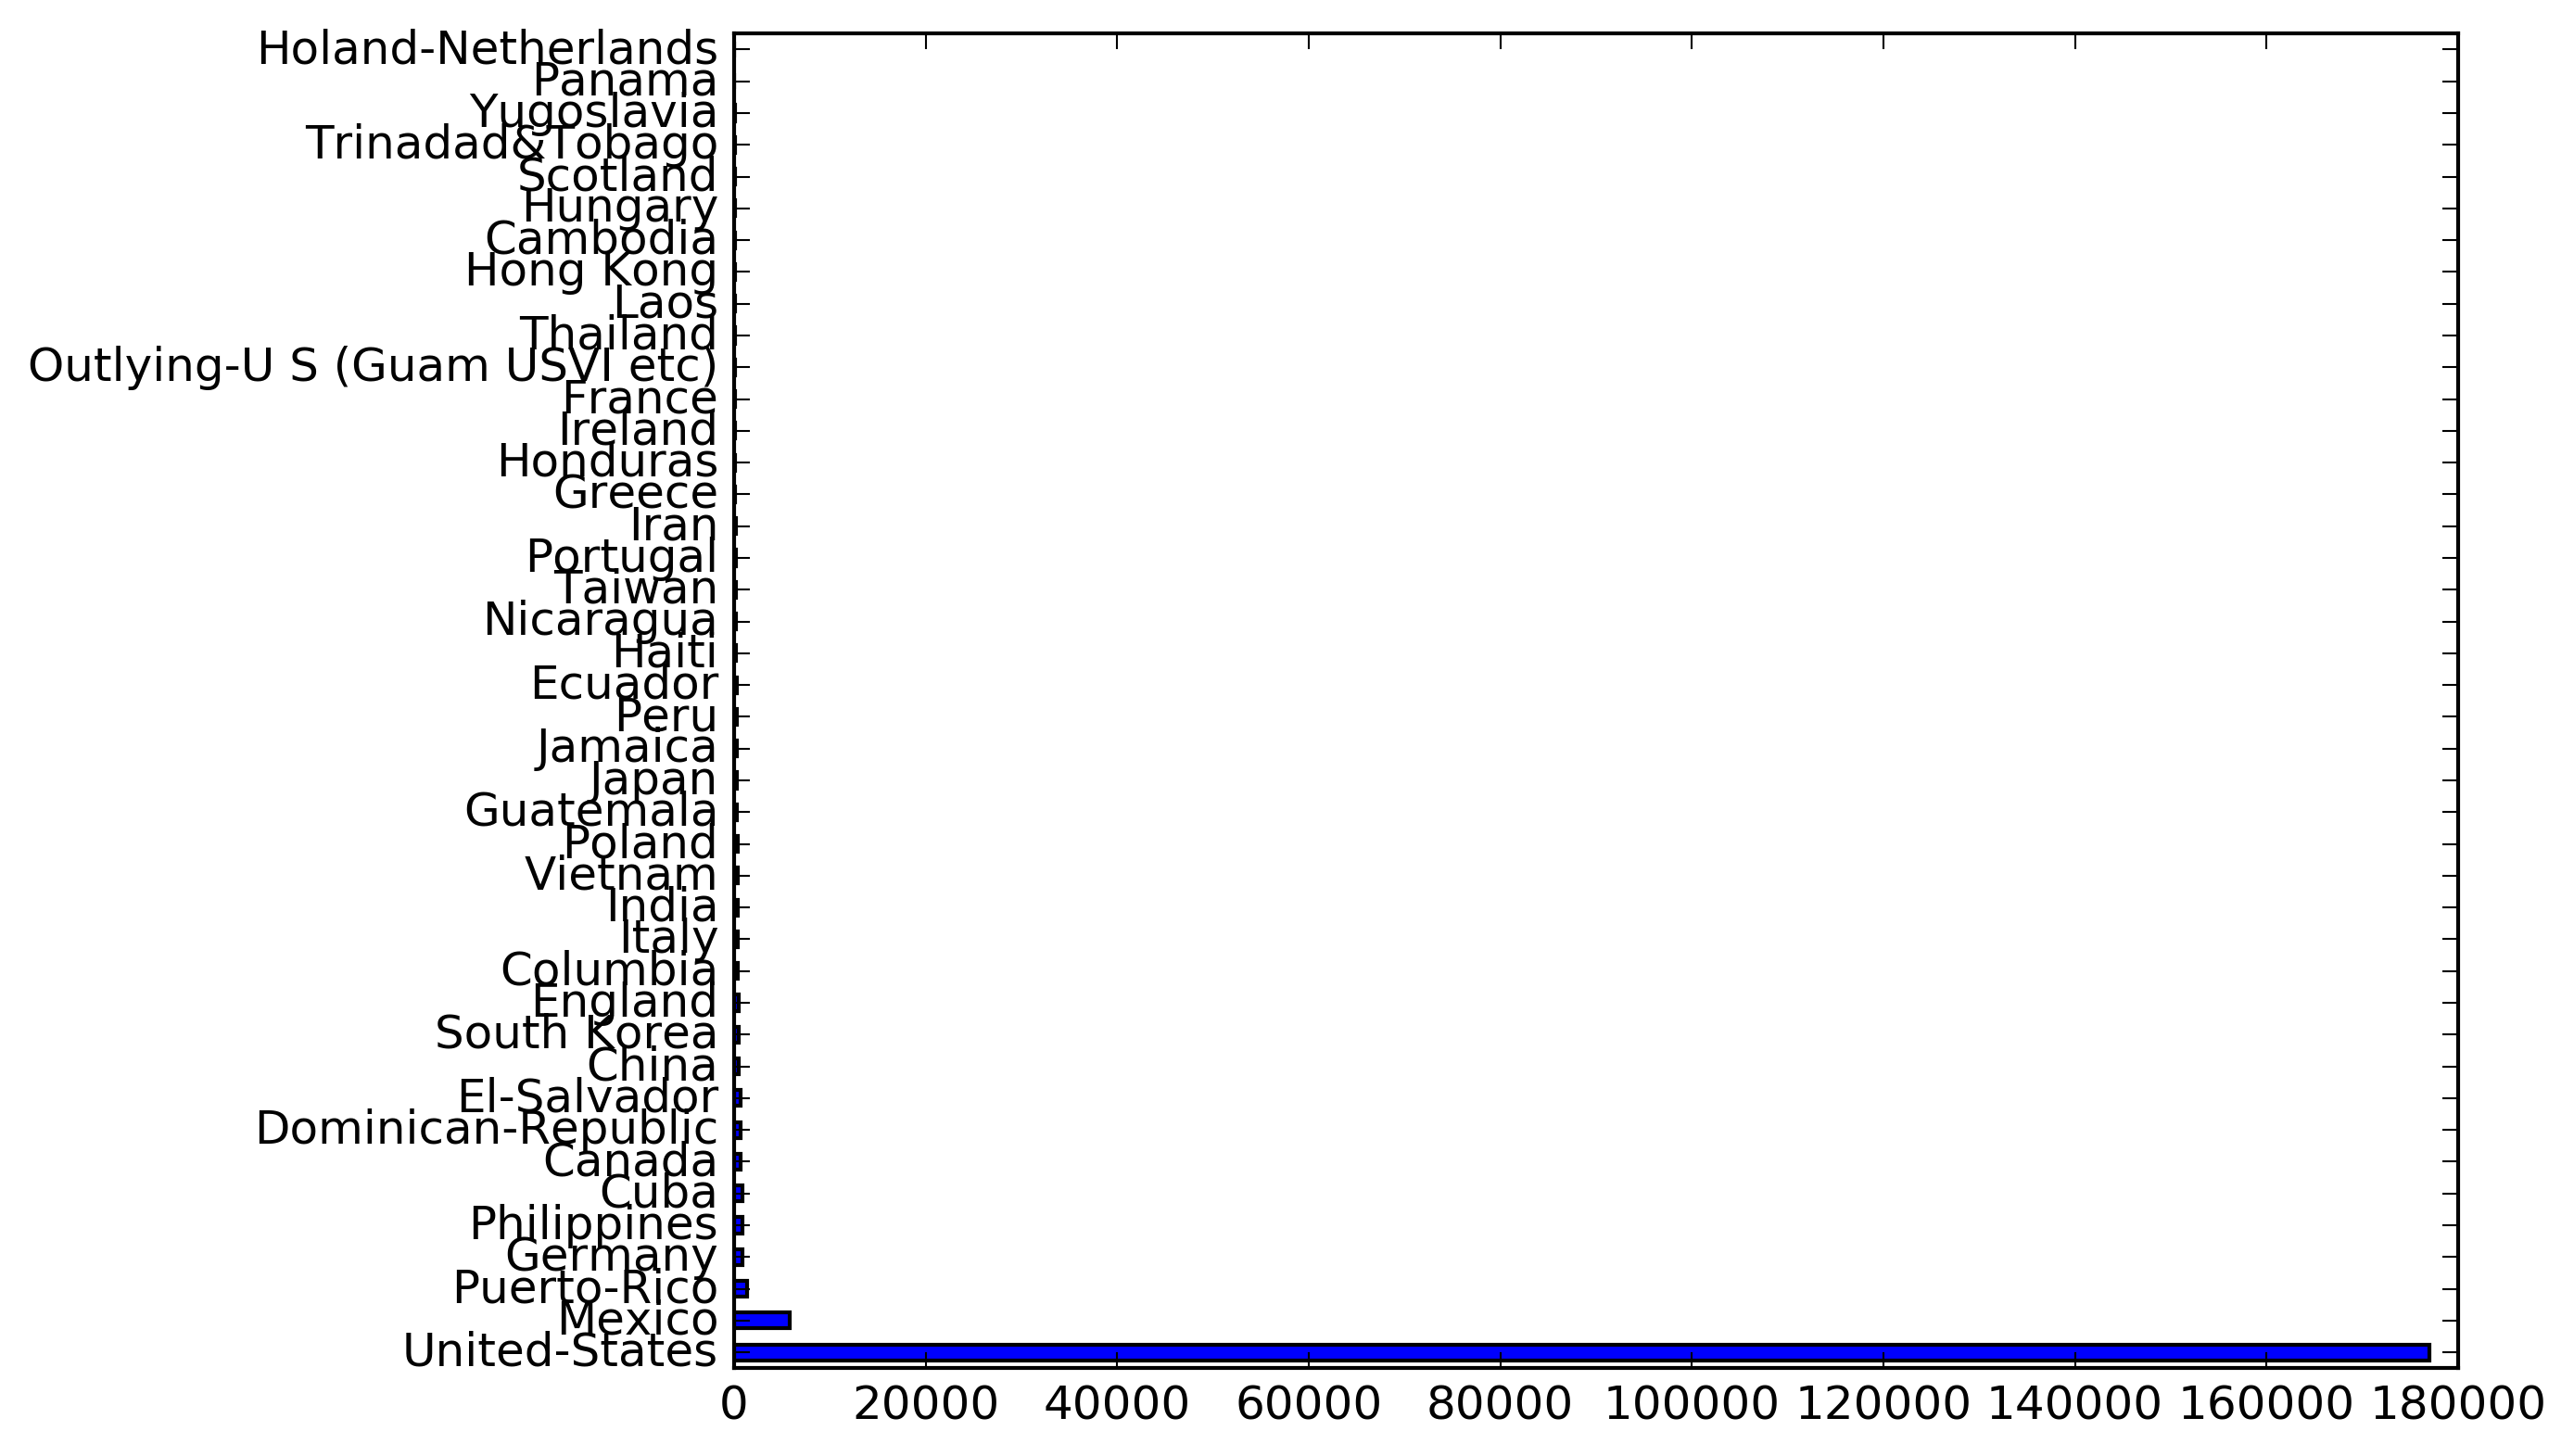 Holand-Netherlands
Panama
Yugoslavia
Trinadad&Tobago
Scotland
Hungary
Cambodia
Hong Kong
Laos
Thailand
Outlying-U S (Guam USVI etc)
France
Ireland
Honduras
Greece
Iran
Portugal
Taiwan
Nicaragua
Haiti
Ecuador
Peru
Jamaica
Japan
Guatemala
Poland
Vietnam
India
Italy
Columbia
England
South Korea
China
El-Salvador
Dominican-Republic
Canada
Cuba
Philippines
Germany
Puerto-Rico
Mexico
United-States
0 20000 40000 60000 80000 100000 120000 140000 160000 180000